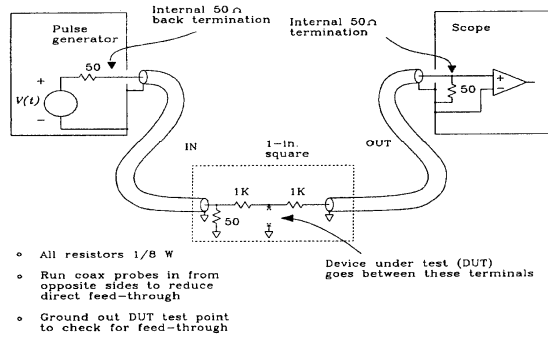 Internal 50 ∩
back termination
Internal 50∩
termination
Pulse
generator
Scope
50
+
V(t)
−
+
−
50
IN
1-in.
square
OUT
1K
1K
50
Device under test (DUT)
goes between these terminals
∘ All resistors 1/8 W
∘ Run coax probes in from
opposite sides to reduce
direct feed-through
∘ Ground out DUT test point
to check for feed-through